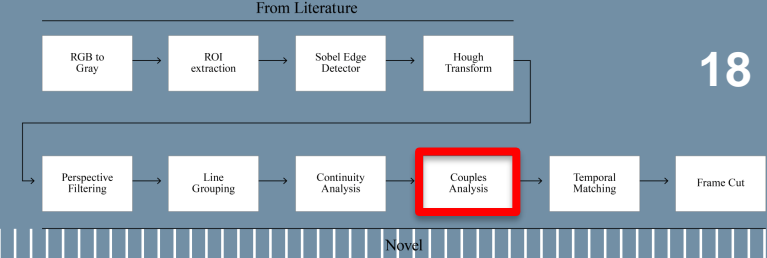 From Literature
RGB to
Gray
ROI
extraction
Sobel Edge
Detector
Hough
Transform
18
Perspective
Filtering
Line
Grouping
Continuity
Analysis
Couples
Analysis
Temporal
Matching
Frame Cut
Novel